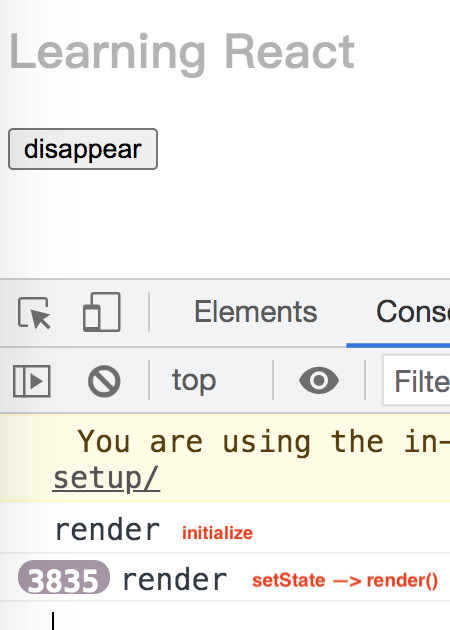 Learning React
disappear
Elements Conso
top Filte
You are using the in-
setup/
render initialize
3835 render setState —> render()